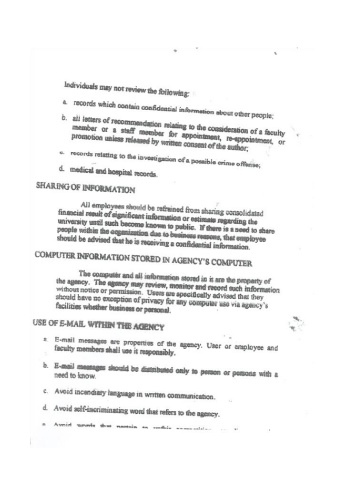 Individuals may not review the following:
a. records which contain confidential information about other people;
b. all letters of recommendation relating to the consideration of a faculty
member or a staff member for appointment, re-appointment, or
promotion unless released by written consent of the author;
c. records relating to the investigation of a possible crime offense;
d. medical and hospital records.
SHARING OF INFORMATION
All employees should be refrained from sharing consolidated
financial result of significant information or estimate regarding the
university until such become known to public. If there is a need to share
people within the organization due to business reasons, that employee
should be advised that he is receiving a confidential information.
COMPUTER INFORMATION STORED IN AGENCY'S COMPUTER
The computer and all information stored in is are the property of
the agency. The agency may review, monitor and record such information
without notice or permission. Users are specifically advised that they
should have no exception of privacy for any computer use via agency's
facilities whether business or personal.
USE OF E-MAIL WITHIN THE AGENCY
a. E-mail messages are properties of the agency. User or employee and
faculty members shall use it responsibly.
b. E-mail messages should be distributed only to person or persons with a
need to know.
c. Avoid incendiary language in written communication.
d. Avoid self-incriminating word that refers to the agency.
e. Avoid words that